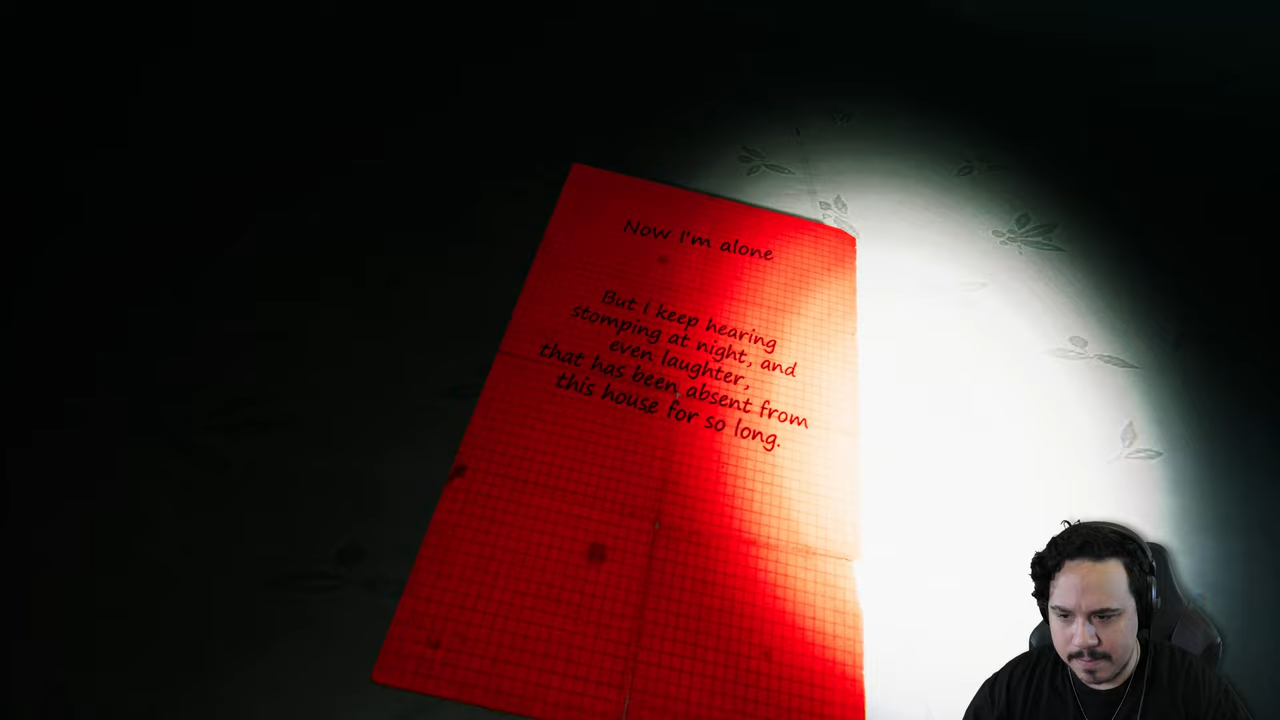 Now I'm alone
But I keep hearing
stomping at night, and
even laughter,
that has been absent from
this house for so long.